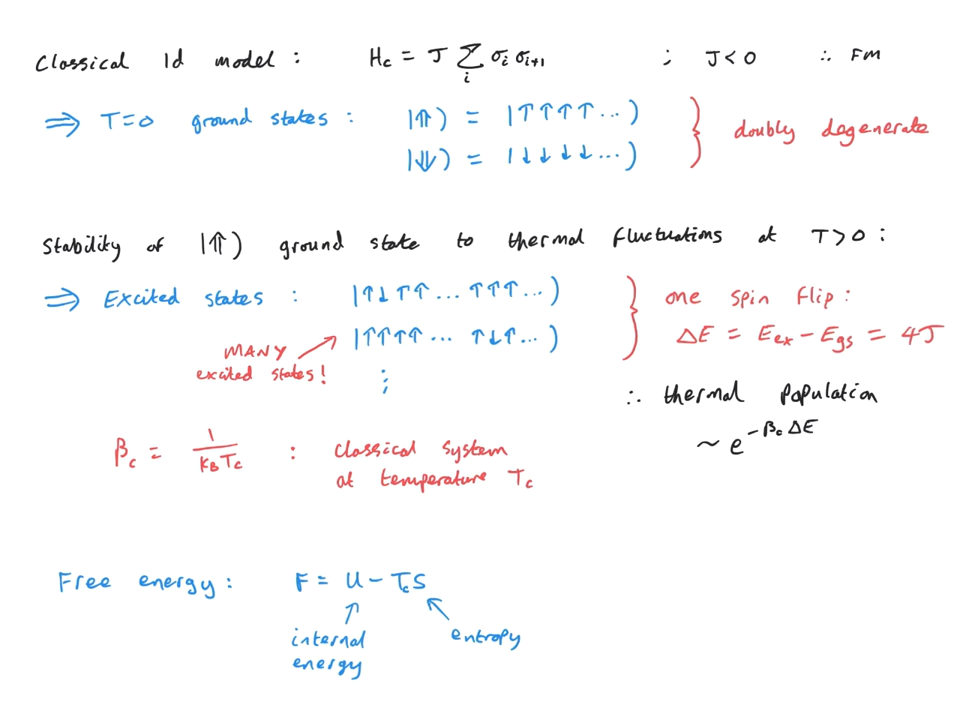 Classical 1d model : H_c = J Σ_i σ_i σ_{i+1} ; J < 0 ∴ FM
⇒ T=0 ground states : |⇑) = |↑↑↑↑...) } doubly degenerate
|⇓) = |↓↓↓↓...)
Stability of |⇑) ground state to thermal fluctuations at T>0 :
⇒ Excited states : |↑↓↑↑...↑↑↑...) } one spin flip :
|↑↑↑↑...↑↓↑...) ΔE = E_ex − E_gs = 4J
MANY
excited states!
⋮
∴ thermal population
~ e^{−β_c ΔE}
β_c = 1/(k_B T_c) : classical system
at temperature T_c
Free energy : F = U − T_c S
internal
energy
entropy